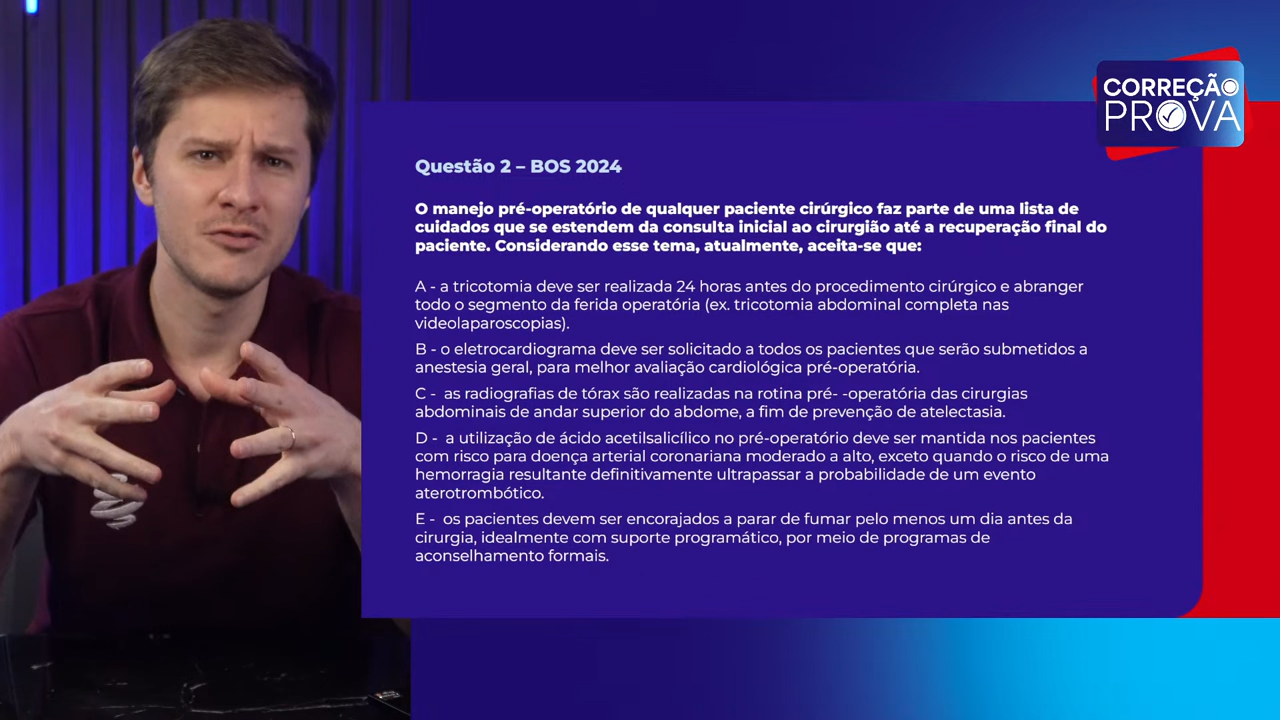 CORREÇÃO
PROVA
Questão 2 – BOS 2024
O manejo pré-operatório de qualquer paciente cirúrgico faz parte de uma lista de
cuidados que se estendem da consulta inicial ao cirurgião até a recuperação final do
paciente. Considerando esse tema, atualmente, aceita-se que:
A - a tricotomia deve ser realizada 24 horas antes do procedimento cirúrgico e abranger
todo o segmento da ferida operatória (ex. tricotomia abdominal completa nas
videolaparoscopias).
B - o eletrocardiograma deve ser solicitado a todos os pacientes que serão submetidos a
anestesia geral, para melhor avaliação cardiológica pré-operatória.
C - as radiografias de tórax são realizadas na rotina pré- -operatória das cirurgias
abdominais de andar superior do abdome, a fim de prevenção de atelectasia.
D - a utilização de ácido acetilsalicílico no pré-operatório deve ser mantida nos pacientes
com risco para doença arterial coronariana moderado a alto, exceto quando o risco de uma
hemorragia resultante definitivamente ultrapassar a probabilidade de um evento
aterotrombótico.
E - os pacientes devem ser encorajados a parar de fumar pelo menos um dia antes da
cirurgia, idealmente com suporte programático, por meio de programas de
aconselhamento formais.